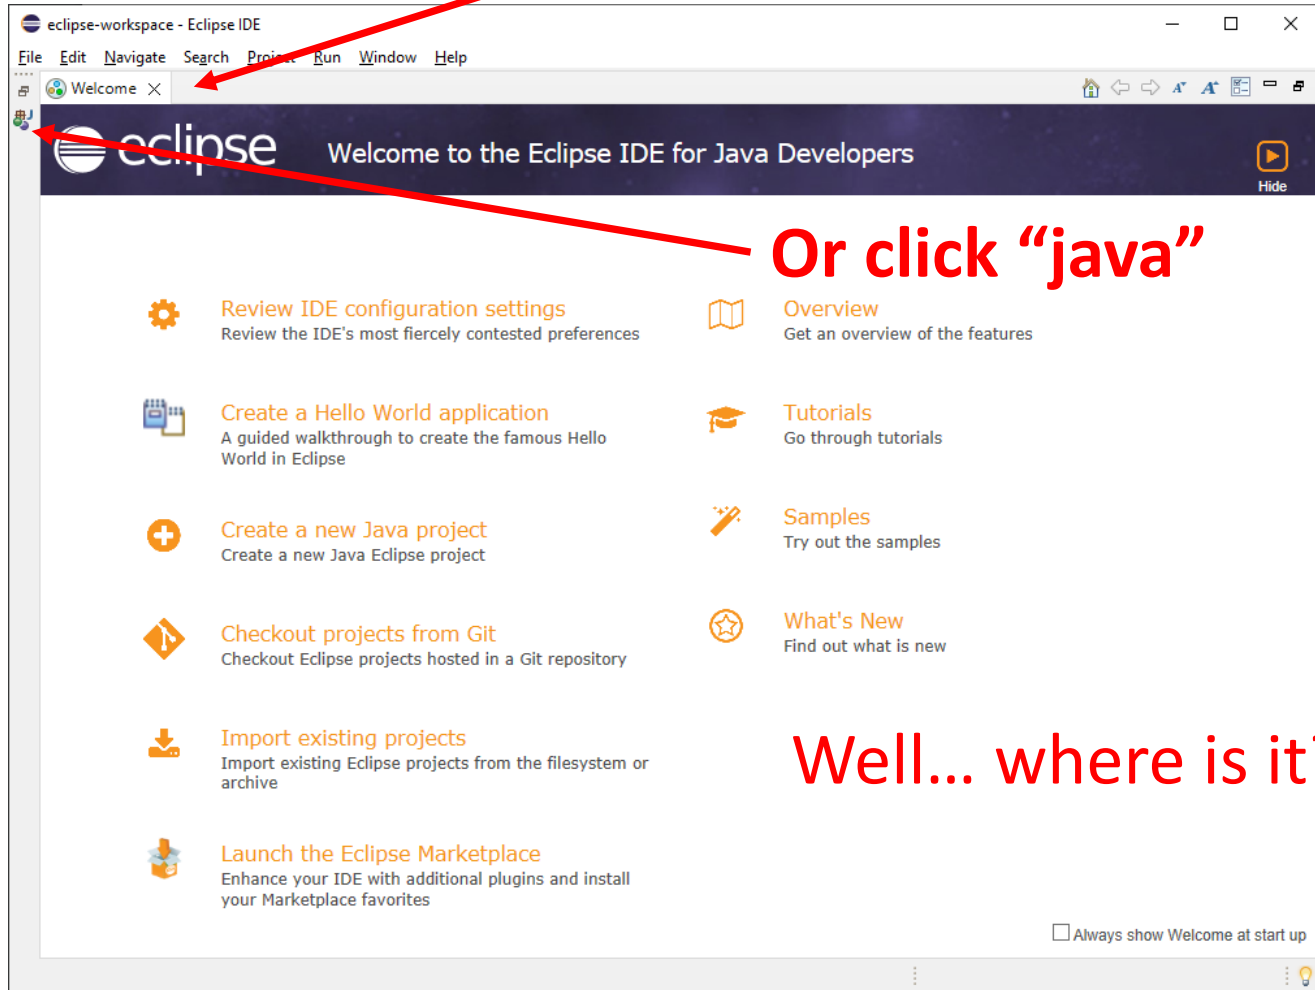 eclipse-workspace - Eclipse IDE
File Edit Navigate Search Project Run Window Help
Welcome
eclipse
Welcome to the Eclipse IDE for Java Developers
Hide
Or click “java”
Review IDE configuration settings
Review the IDE's most fiercely contested preferences
Overview
Get an overview of the features
Create a Hello World application
A guided walkthrough to create the famous Hello
World in Eclipse
Tutorials
Go through tutorials
Create a new Java project
Create a new Java Eclipse project
Samples
Try out the samples
Checkout projects from Git
Checkout Eclipse projects hosted in a Git repository
What's New
Find out what is new
Import existing projects
Import existing Eclipse projects from the filesystem or
archive
Well... where is it?
Launch the Eclipse Marketplace
Enhance your IDE with additional plugins and install
your Marketplace favorites
Always show Welcome at start up